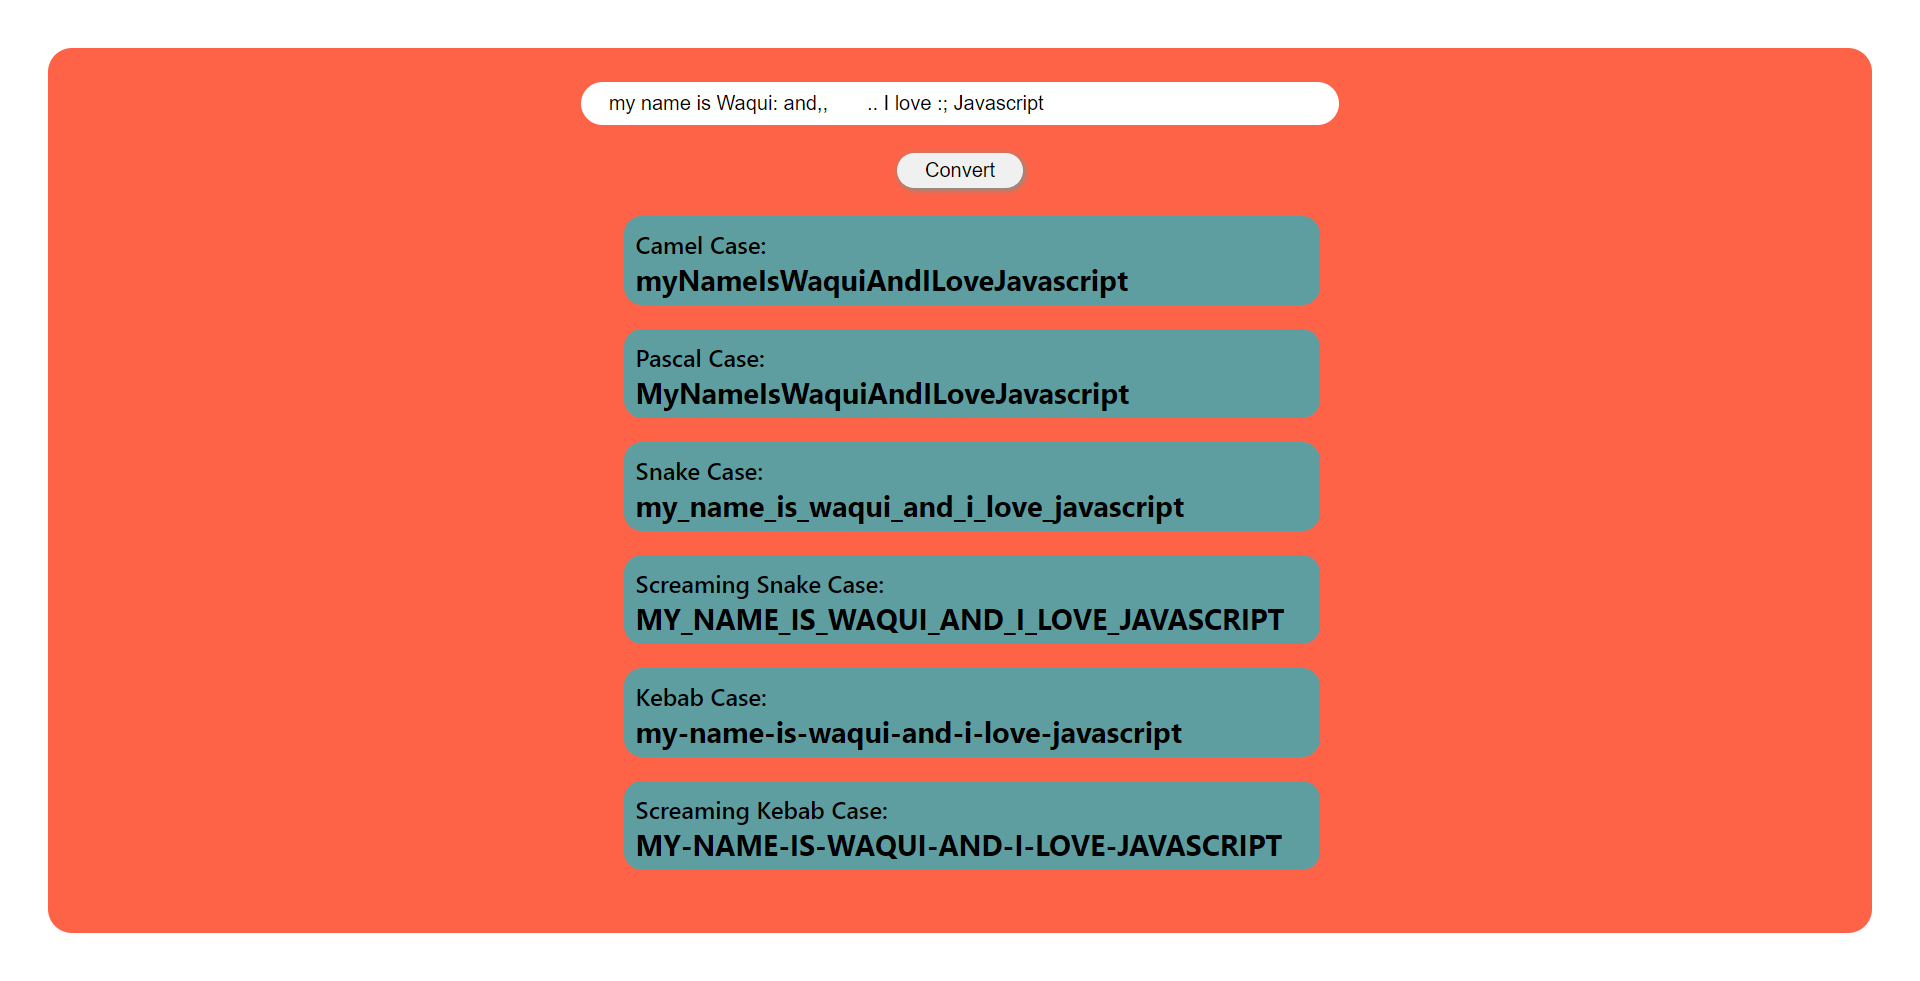 my name is Waqui: and,,       .. I love :; Javascript
Convert
Camel Case:
myNameIsWaquiAndILoveJavascript
Pascal Case:
MyNameIsWaquiAndILoveJavascript
Snake Case:
my_name_is_waqui_and_i_love_javascript
Screaming Snake Case:
MY_NAME_IS_WAQUI_AND_I_LOVE_JAVASCRIPT
Kebab Case:
my-name-is-waqui-and-i-love-javascript
Screaming Kebab Case:
MY-NAME-IS-WAQUI-AND-I-LOVE-JAVASCRIPT